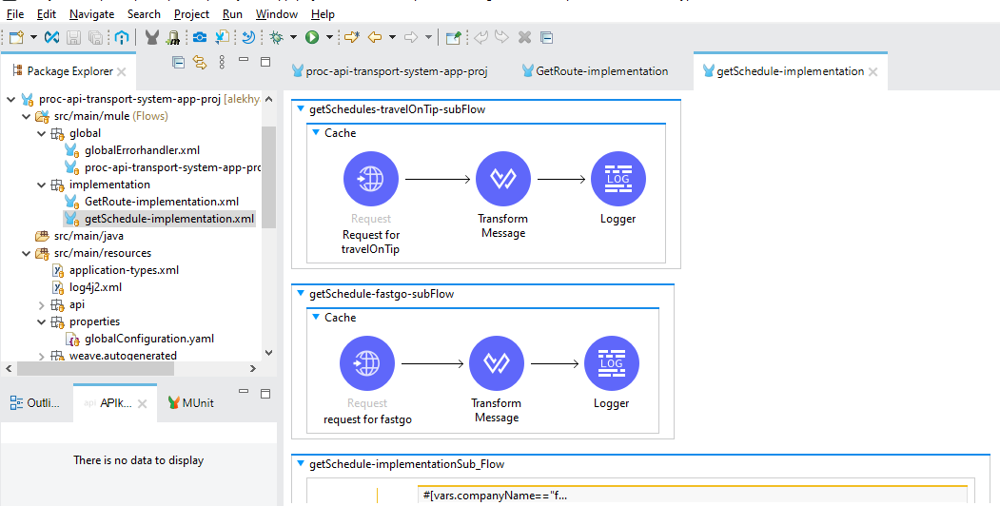 File Edit Navigate Search Project Run Window Help
Package Explorer
proc-api-transport-system-app-proj
GetRoute-implementation
getSchedule-implementation
proc-api-transport-system-app-proj [alekhy
src/main/mule (Flows)
global
globalErrorhandler.xml
proc-api-transport-system-app-prc
implementation
GetRoute-implementation.xml
getSchedule-implementation.xml
src/main/java
src/main/resources
application-types.xml
log4j2.xml
api
properties
globalConfiguration.yaml
weave.autogenerated
Outli...
APIk...
MUnit
There is no data to display
getSchedules-travelOnTip-subFlow
Cache
Request
Request for
travelOnTip
Transform
Message
LOG
Logger
getSchedule-fastgo-subFlow
Cache
Request
request for fastgo
Transform
Message
LOG
Logger
getSchedule-implementationSub_Flow
#[vars.companyName=="f...